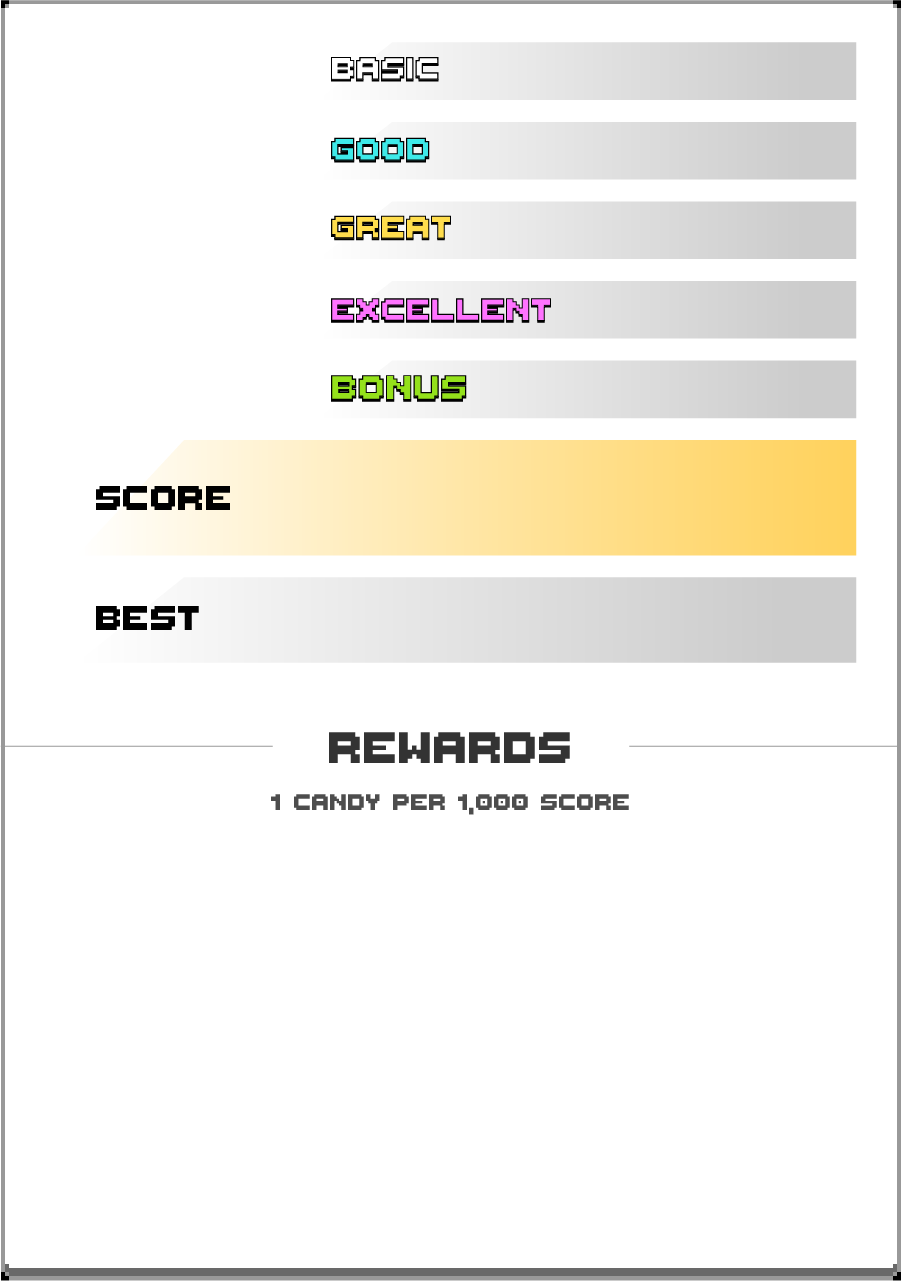 BASIC
GOOD
GREAT
EXCELLENT
BONUS
SCORE
BEST
REWARDS
1 CANDY PER 1,000 SCORE